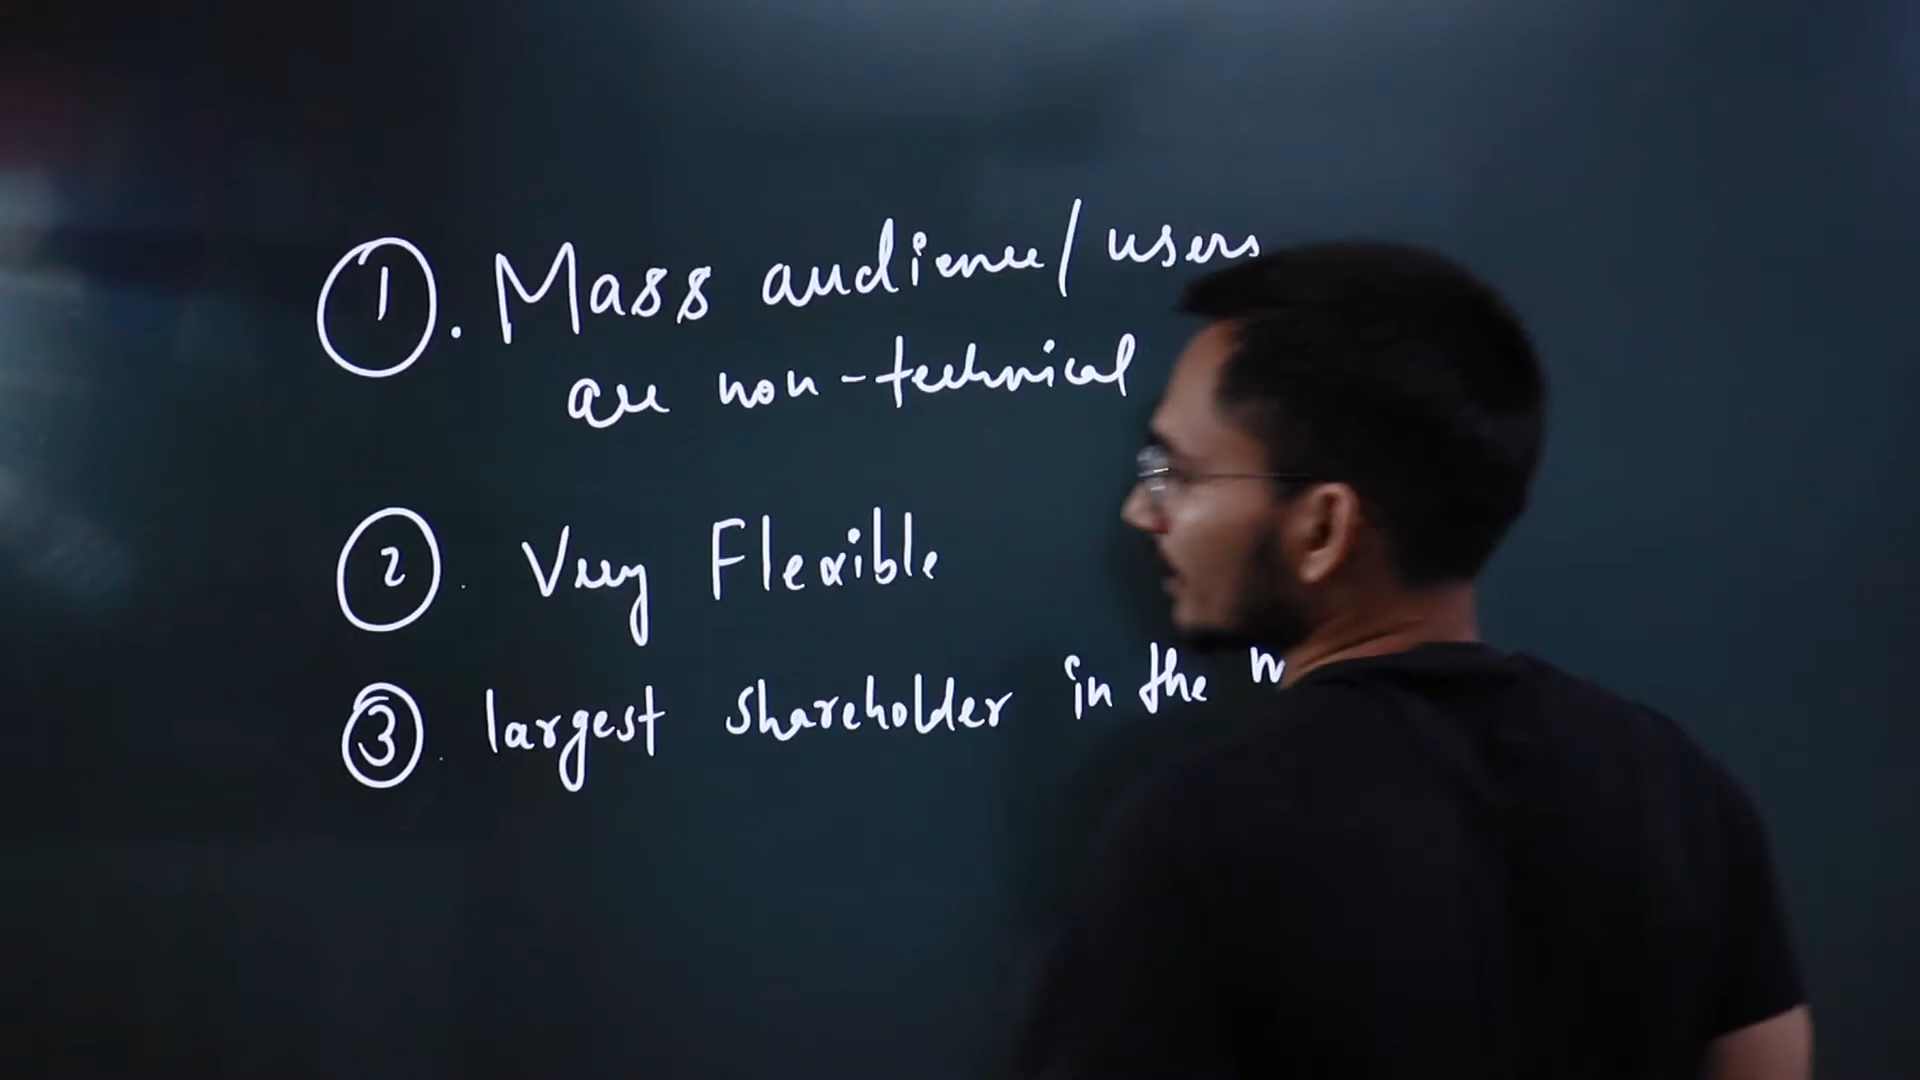 1. Mass audience/users
are non-technical
2. Very Flexible
3. largest shareholder in the